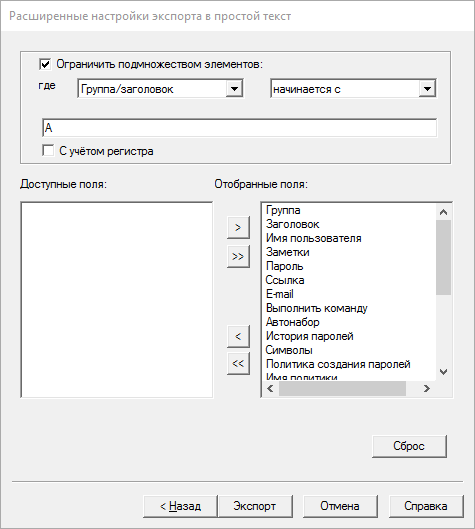 Расширенные настройки экспорта в простой текст
Ограничить подмножеством элементов:
где Группа/заголовок начинается с
А
С учётом регистра
Доступные поля: Отобранные поля:
Группа
Заголовок
Имя пользователя
Заметки
Пароль
Ссылка
E-mail
Выполнить команду
Автонабор
История паролей
Символы
Политика создания паролей
Имя политики
>
>>
<
<<
Сброс
< Назад Экспорт Отмена Справка